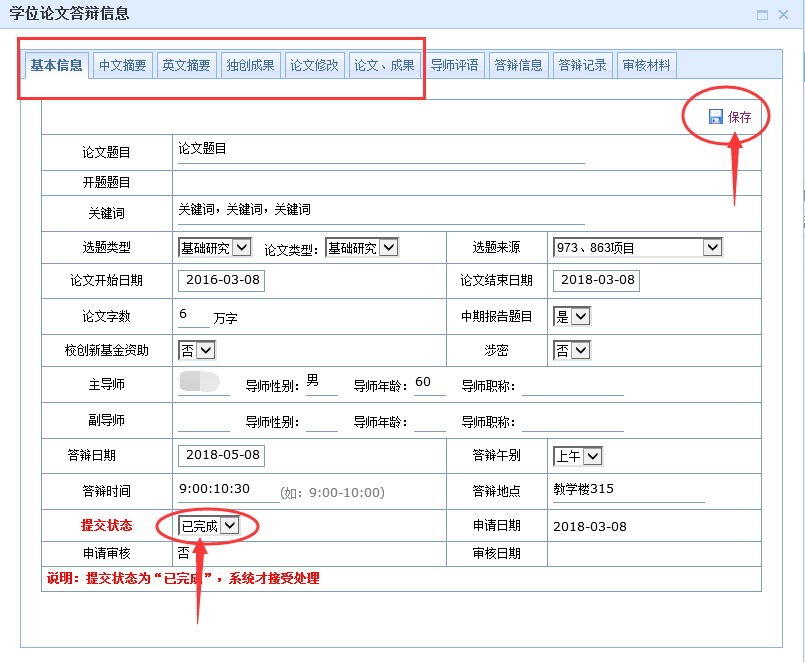 学位论文答辩信息
基本信息 中文摘要 英文摘要 独创成果 论文修改 论文、成果 导师评语 答辩信息 答辩记录 审核材料
保存
论文题目 论文题目
开题题目
关键词 关键词，关键词，关键词
选题类型 基础研究 论文类型： 基础研究 选题来源 973、863项目
论文开始日期 2016-03-08 论文结束日期 2018-03-08
论文字数 6 万字 中期报告题目 是
校创新基金资助 否 涉密 否
主导师 导师性别： 男 导师年龄： 60 导师职称：
副导师 导师性别： 导师年龄： 导师职称：
答辩日期 2018-05-08 答辩午别 上午
答辩时间 9:00:10:30 (如：9:00-10:00) 答辩地点 教学楼315
提交状态 已完成 申请日期 2018-03-08
申请审核 否 审核日期
说明：提交状态为“已完成”，系统才接受处理